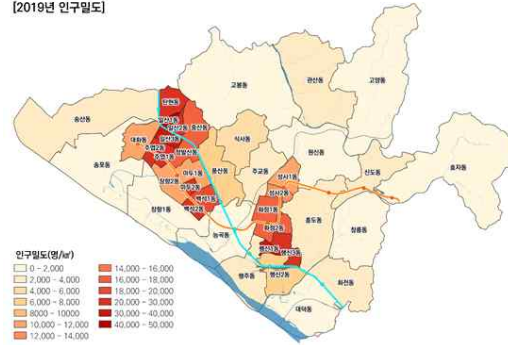 [2019년 인구밀도]
고봉동
관산동
고양동
탄현동
송산동
일산1동
일산2동
중산동
일산3동
식사동
대화동
주엽2동
정발산동
주엽1동
원신동
송포동
마두1동
풍산동
주교동
성사1동
신도동
효자동
장항2동
마두2동
성사2동
백석1동
장항1동
백석2동
화정1동
흥도동
창릉동
능곡동
화정2동
행신1동
행신3동
행주동
행신2동
화전동
대덕동
인구밀도(명/㎢)
0 - 2,000
14,000 - 16,000
2,000 - 4,000
16,000 - 18,000
4,000 - 6,000
18,000 - 20,000
6,000 - 8,000
20,000 - 30,000
8000 - 10000
30,000 - 40,000
10,000 - 12,000
40,000 - 50,000
12,000 - 14,000